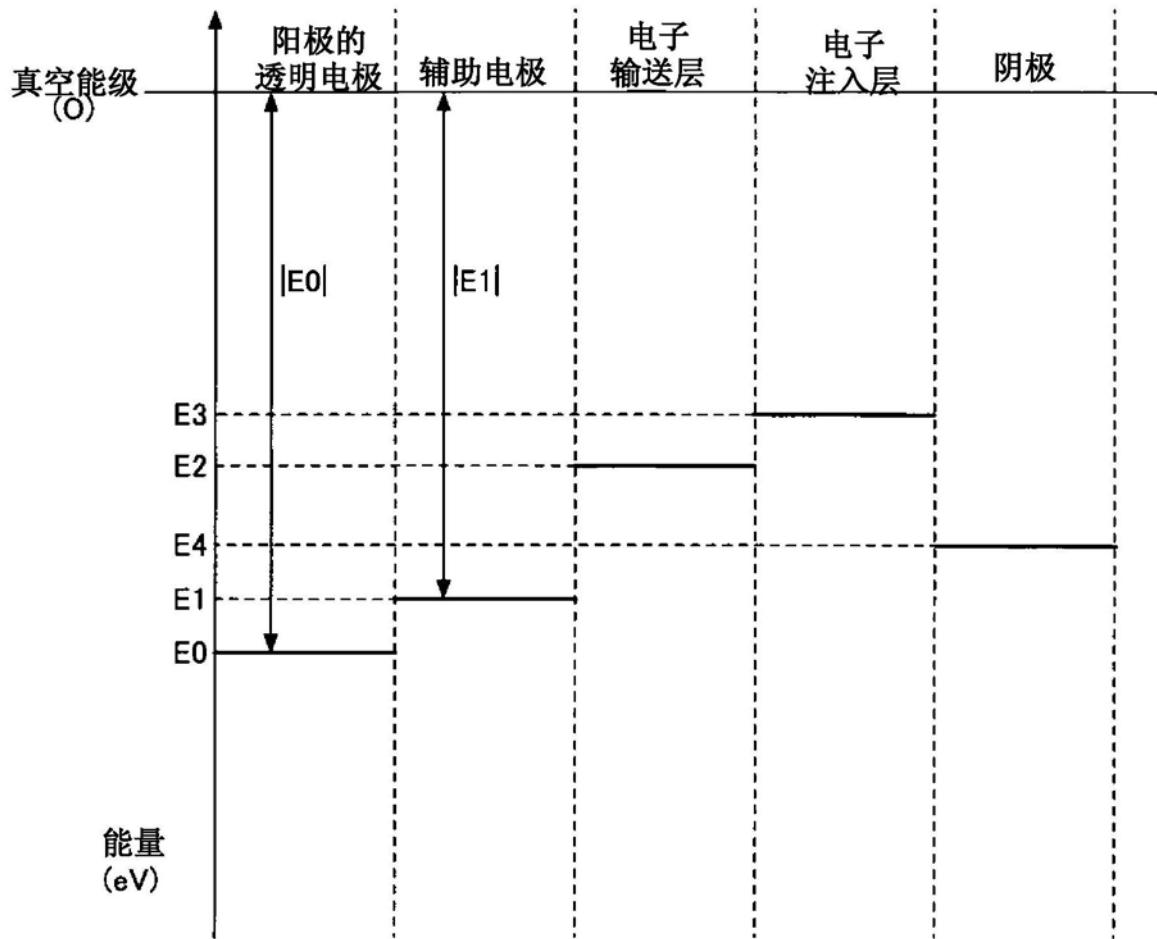 阳极的
透明电极
辅助电极
电子
输送层
电子
注入层
阴极
真空能级
(O)
|E0|
|E1|
E3
E2
E4
E1
E0
能量
(eV)